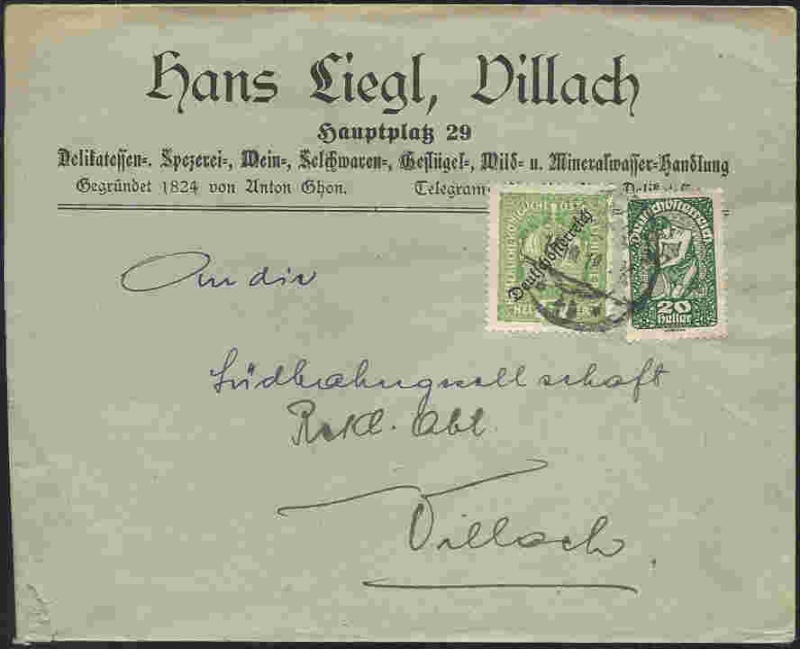 Hans Liegl, Villach
Hauptplatz 29
Delikatessen-, Spezerei-, Wein-, Selchwaren-, Geflügel-, Wild- u. Mineralwasser-Handlung
Gegründet 1824 von Anton Ghon. Telegramm
Deutschösterreich
Deutschösterreich
20
Heller
An die
Südbahngesellschaft
Rekl. Abt.
Villach.